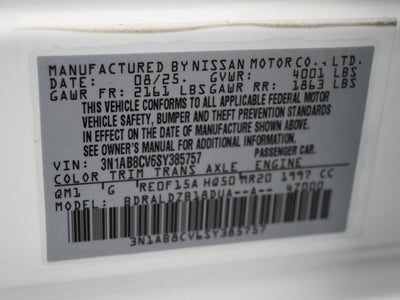 MANUFACTURED BY NISSAN MOTOR CO., LTD.
DATE: 08/25. GVWR: 4001 LBS
GAWR FR: 2161 LBS GAWR RR: 1863 LBS
THIS VEHICLE CONFORMS TO ALL APPLICABLE FEDERAL MOTOR
VEHICLE SAFETY, BUMPER AND THEFT PREVENTION STANDARDS
IN EFFECT ON THE DATE OF MANUFACTURE SHOWN ABOVE.
SEE OWNER'S MANUAL FOR ADDITIONAL INFORMATION.
VIN: 3N1AB8CV6SY385757 PASSENGER CAR.
COLOR TRIM TRANS AXLE ENGINE
QM1 G RE0F15A HQ50 MR20 1997 CC
MODEL: BDRALDZB18DUA--A-- 47000
3N1AB8CV6SY385757